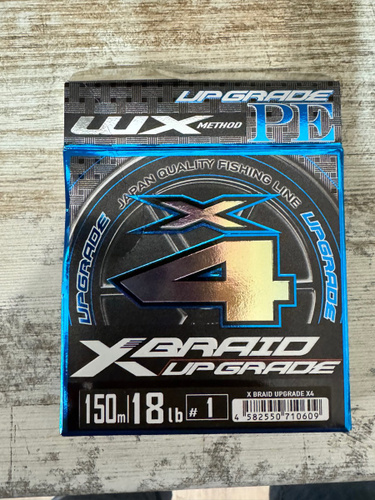 UPGRADE
WX METHOD PE
JAPAN QUALITY FISHING LINE
UPGRADE
UPGRADE
X
4
X BRAID
UPGRADE
150m 18lb #1
X BRAID UPGRADE X4
4 582550 710609